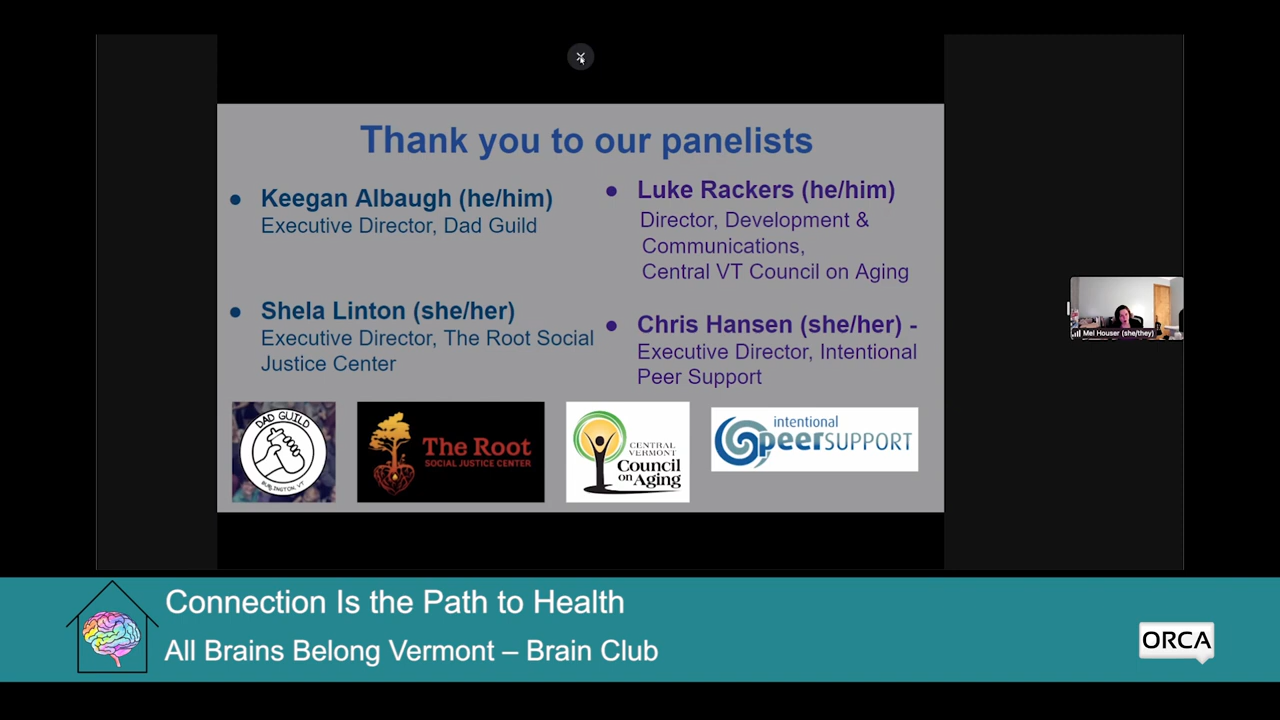 Thank you to our panelists
● Keegan Albaugh (he/him)
Executive Director, Dad Guild
● Shela Linton (she/her)
Executive Director, The Root Social
Justice Center
● Luke Rackers (he/him)
Director, Development &
Communications,
Central VT Council on Aging
● Chris Hansen (she/her) -
Executive Director, Intentional
Peer Support
DAD GUILD
BURLINGTON, VT
The Root
SOCIAL JUSTICE CENTER
CENTRAL
VERMONT
Council
on Aging
intentional
peerSUPPORT
Mel Houser (she/they)
Connection Is the Path to Health
All Brains Belong Vermont – Brain Club
ORCA